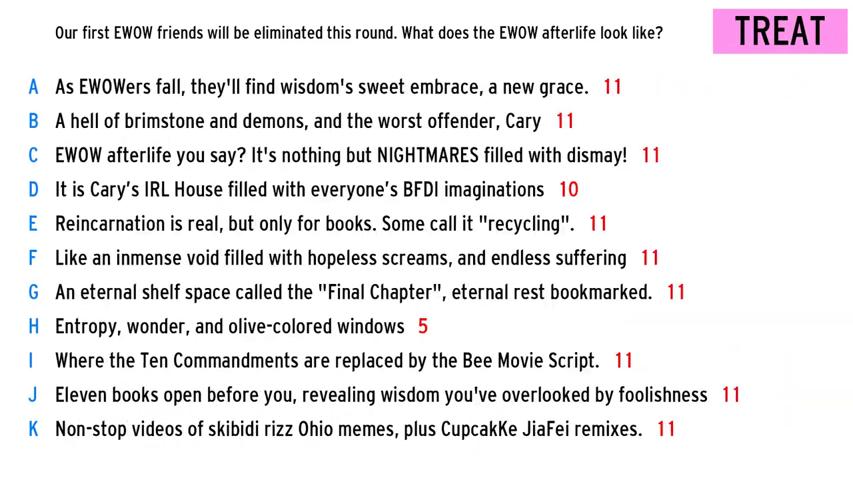 Our first EWOW friends will be eliminated this round. What does the EWOW afterlife look like?
TREAT
A As EWOWers fall, they'll find wisdom's sweet embrace, a new grace. 11
B A hell of brimstone and demons, and the worst offender, Cary 11
C EWOW afterlife you say? It's nothing but NIGHTMARES filled with dismay! 11
D It is Cary’s IRL House filled with everyone’s BFDI imaginations 10
E Reincarnation is real, but only for books. Some call it "recycling". 11
F Like an inmense void filled with hopeless screams, and endless suffering 11
G An eternal shelf space called the "Final Chapter", eternal rest bookmarked. 11
H Entropy, wonder, and olive-colored windows 5
I Where the Ten Commandments are replaced by the Bee Movie Script. 11
J Eleven books open before you, revealing wisdom you've overlooked by foolishness 11
K Non-stop videos of skibidi rizz Ohio memes, plus CupcakKe JiaFei remixes. 11